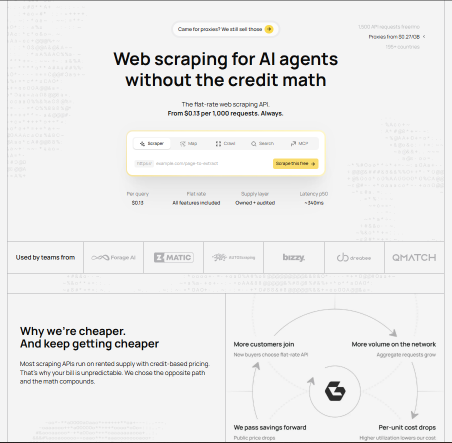 Came for proxies? We still sell those
1,000 API requests free/mo
Proxies from $0.27/GB
195+ countries
Web scraping for AI agents
without the credit math
The flat-rate web scraping API.
From $0.13 per 1,000 requests. Always.
Scraper
Map
Crawl
Search
MCP
https://
example.com/page-to-extract
Scrape this free
Per query
Flat rate
Supply layer
Latency p50
$0.13
All features included
Owned + audited
~340ms
Used by teams from
Forage AI
MATIC
bizzy.
drwabee
QMATCH
Why we're cheaper.
And keep getting cheaper
Most scraping APIs run on rented supply with credit-based pricing.
That's why your bill is unpredictable. We chose the opposite path
and the math compounds.
More customers join
New buyers choose flat-rate API
More volume on the network
Aggregate requests grow
We pass savings forward
Public price drops
Per-unit cost drops
Higher utilization lowers our cost